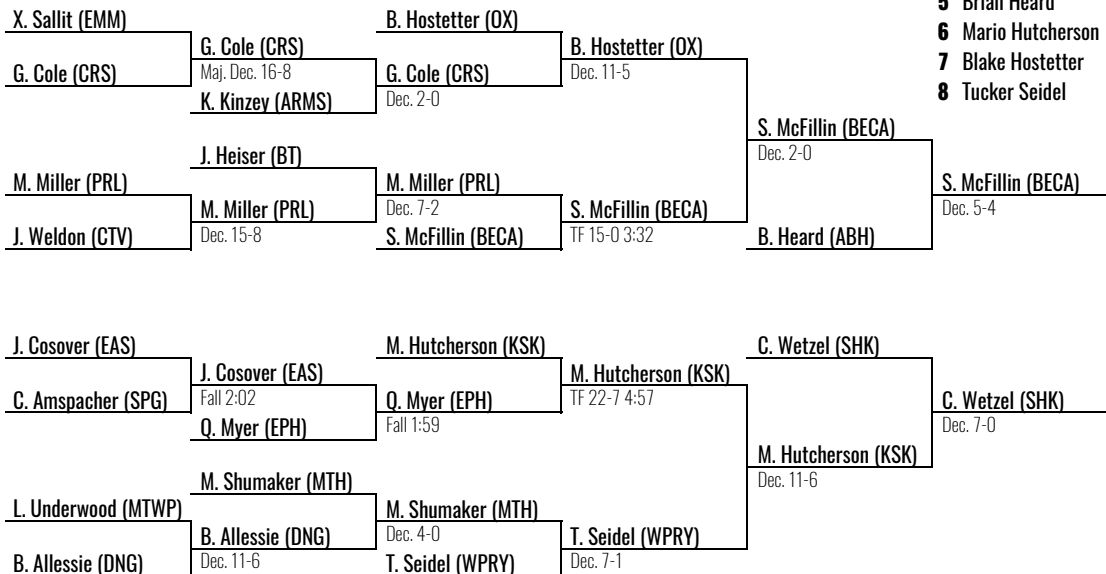 5 Brian Heard
6 Mario Hutcherson
7 Blake Hostetter
8 Tucker Seidel
X. Sallit (EMM)
G. Cole (CRS)
G. Cole (CRS)
Maj. Dec. 16-8
K. Kinzey (ARMS)
B. Hostetter (OX)
G. Cole (CRS)
Dec. 2-0
B. Hostetter (OX)
Dec. 11-5
J. Heiser (BT)
M. Miller (PRL)
J. Weldon (CTV)
M. Miller (PRL)
Dec. 15-8
M. Miller (PRL)
Dec. 7-2
S. McFillin (BECA)
S. McFillin (BECA)
TF 15-0 3:32
S. McFillin (BECA)
Dec. 2-0
B. Heard (ABH)
S. McFillin (BECA)
Dec. 5-4
J. Cosover (EAS)
C. Amspacher (SPG)
J. Cosover (EAS)
Fall 2:02
Q. Myer (EPH)
M. Hutcherson (KSK)
Q. Myer (EPH)
Fall 1:59
M. Hutcherson (KSK)
TF 22-7 4:57
M. Shumaker (MTH)
L. Underwood (MTWP)
B. Allessie (DNG)
B. Allessie (DNG)
Dec. 11-6
M. Shumaker (MTH)
Dec. 4-0
T. Seidel (WPRY)
T. Seidel (WPRY)
Dec. 7-1
C. Wetzel (SHK)
M. Hutcherson (KSK)
Dec. 11-6
C. Wetzel (SHK)
Dec. 7-0